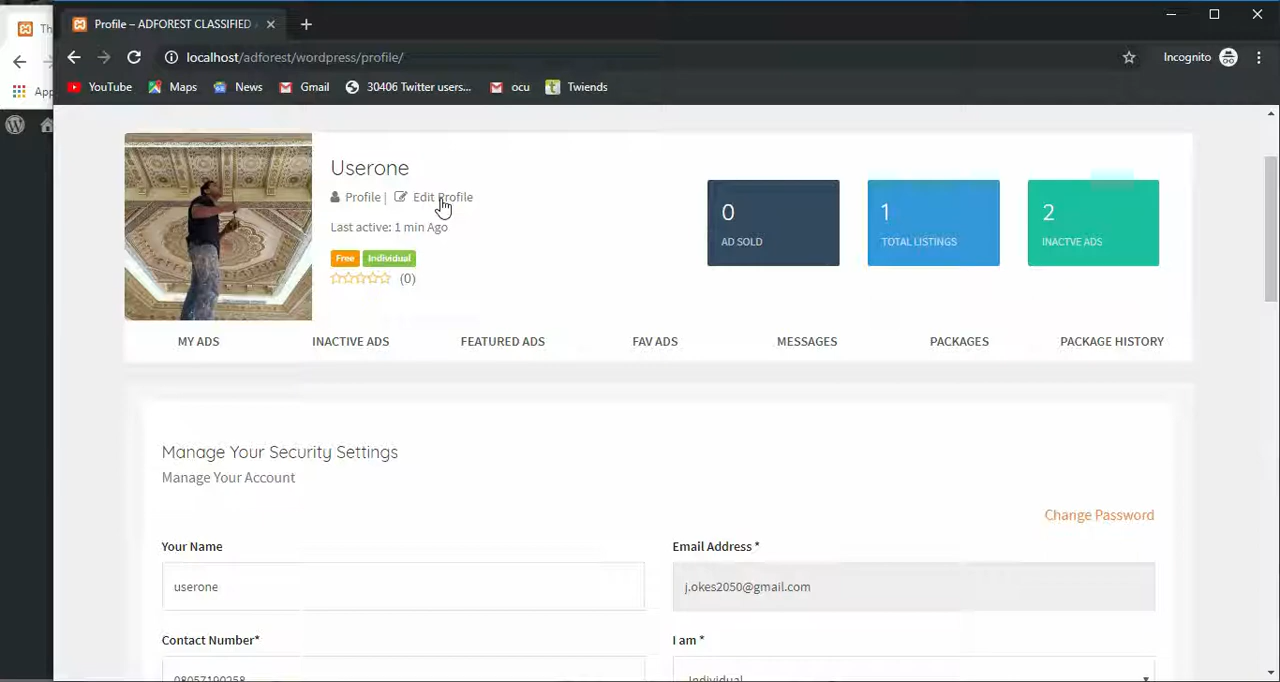 Th
Profile – ADFOREST CLASSIFIED
localhost/adforest/wordpress/profile/
Incognito
App
YouTube
Maps
News
Gmail
30406 Twitter users...
ocu
Twiends
Userone
Profile |
Edit Profile
Last active: 1 min Ago
Free
Individual
(0)
0
AD SOLD
1
TOTAL LISTINGS
2
INACTVE ADS
MY ADS
INACTIVE ADS
FEATURED ADS
FAV ADS
MESSAGES
PACKAGES
PACKAGE HISTORY
Manage Your Security Settings
Manage Your Account
Change Password
Your Name
Email Address *
userone
j.okes2050@gmail.com
Contact Number*
I am *
08057190258
Individual